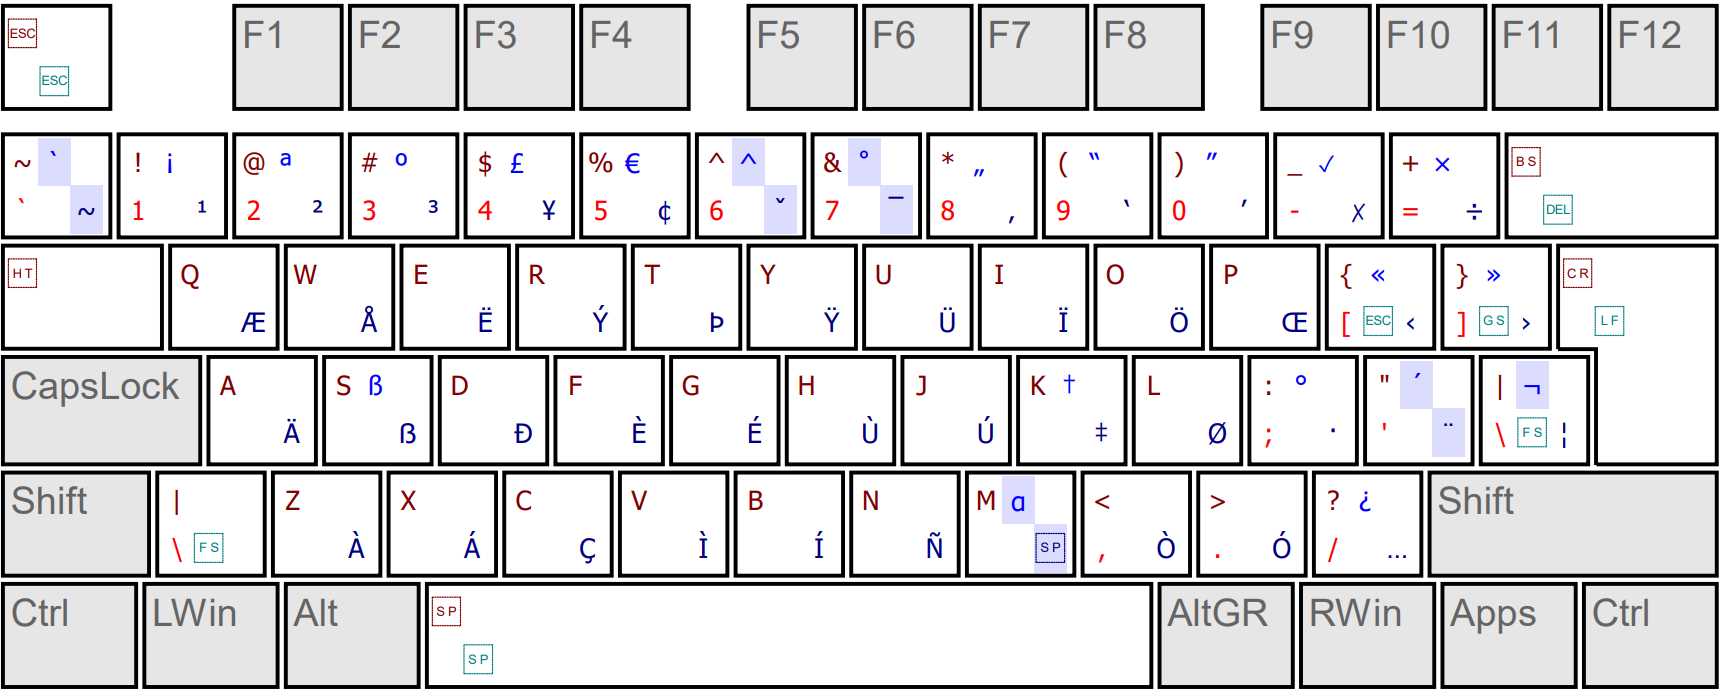 ESC F1 F2 F3 F4 F5 F6 F7 F8 F9 F10 F11 F12
ESC
~ ` ! ¡ @ ª # º $ £ % € ^ ^ & ° * „ ( “ ) ” _ ✓ + × BS
` ~ 1 ¹ 2 ² 3 ³ 4 ¥ 5 ¢ 6 ˇ 7 ¯ 8 ‚ 9 ‘ 0 ’ - ✗ = ÷ DEL
HT Q W E R T Y U I O P { « } » CR
Æ Å Ë Ý Þ Ÿ Ü Ï Ö Œ [ ESC ‹ ] GS › LF
CapsLock A S ß D F G H J K † L : ° " ´ | ¬
Ä ẞ Ð È É Ù Ú ‡ Ø ; · ' ¨ \ FS ¦
Shift | Z X C V B N M ɑ < > ? ¿ Shift
\ FS À Á Ç Ì Í Ñ SP , Ò . Ó / …
Ctrl LWin Alt SP AltGR RWin Apps Ctrl
SP